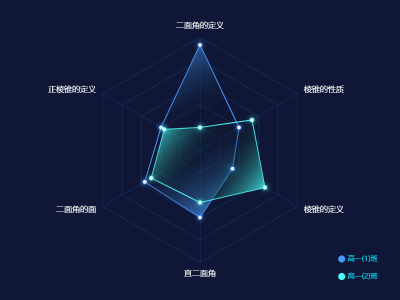 二面角的定义
正棱锥的定义
棱锥的性质
二面角的面
棱锥的定义
直二面角
高一(1)班
高一(2)班